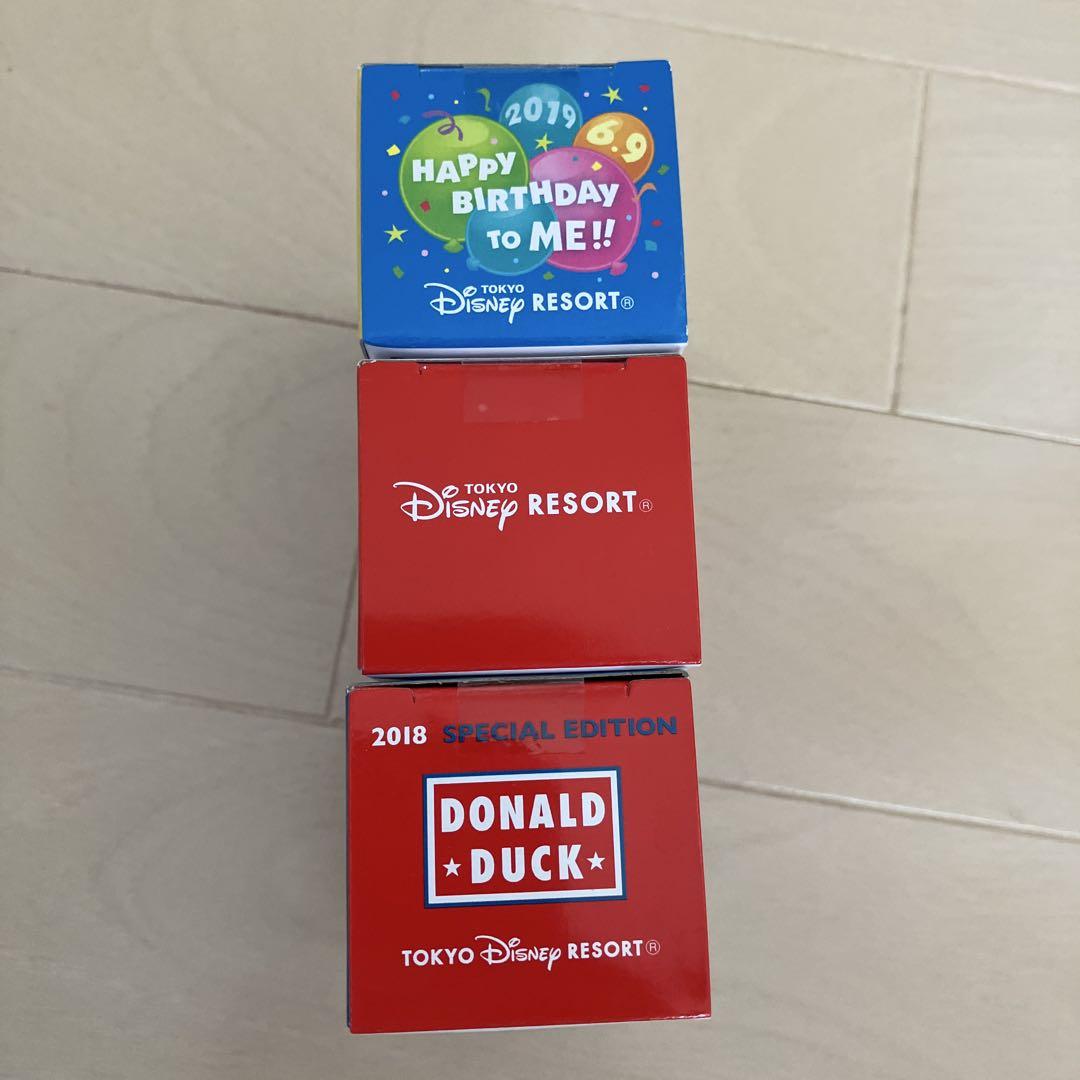 2019
6.9
HAPPY
BIRTHDAY
TO ME!!
TOKYO
Disney RESORT®
TOKYO
Disney RESORT®
2018 SPECIAL EDITION
DONALD
★ DUCK ★
TOKYO Disney RESORT®